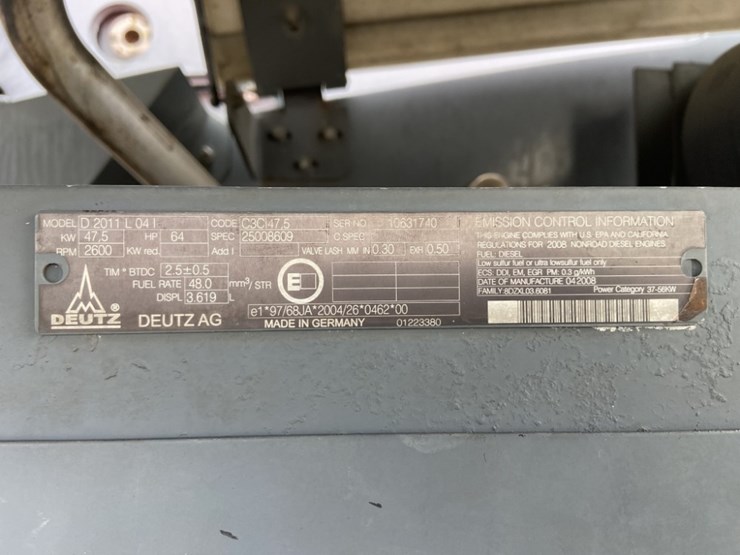 MODEL D 2011 L 04 I CODE C3CI47.5 SER NO 10631740
KW 47.5 HP 64 SPEC 25008609 C.SPEC
RPM 2600 KW red. Add I VALVE LASH MM IN 0.30 EXH 0.50
TIM ° BTDC 2.5±0.5
FUEL RATE 48.0 mm³/ STR
DISPL 3.619 L
E
e1*97/68JA*2004/26*0462*00
DEUTZ ®
DEUTZ AG
MADE IN GERMANY 01223380
EMISSION CONTROL INFORMATION
THIS ENGINE COMPLIES WITH U.S. EPA AND CALIFORNIA
REGULATIONS FOR 2008 NONROAD DIESEL ENGINES.
FUEL: DIESEL
Low sulfur fuel or ultra lowsulfur fuel only
ECS: DDI, EM, EGR PM: 0.3 g/kWh
DATE OF MANUFACTURE 04 2008
FAMILY 8DZXL03.6081 Power Category 37-56KW